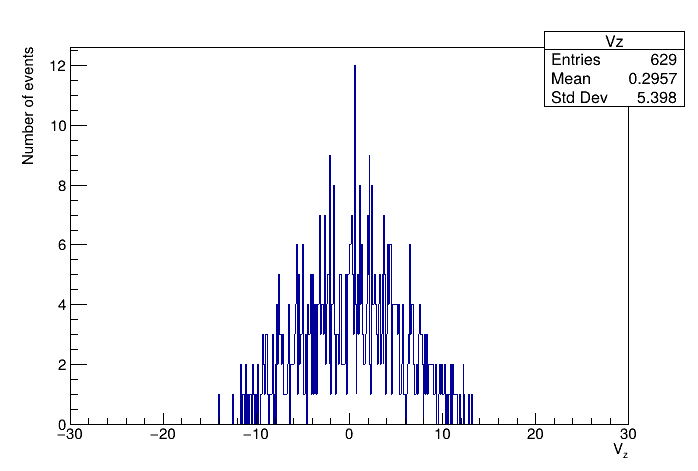 Vz
Entries 629
Mean 0.2957
Std Dev 5.398
Number of events
12
10
8
6
4
2
0
−30 −20 −10 0 10 20 30
Vz